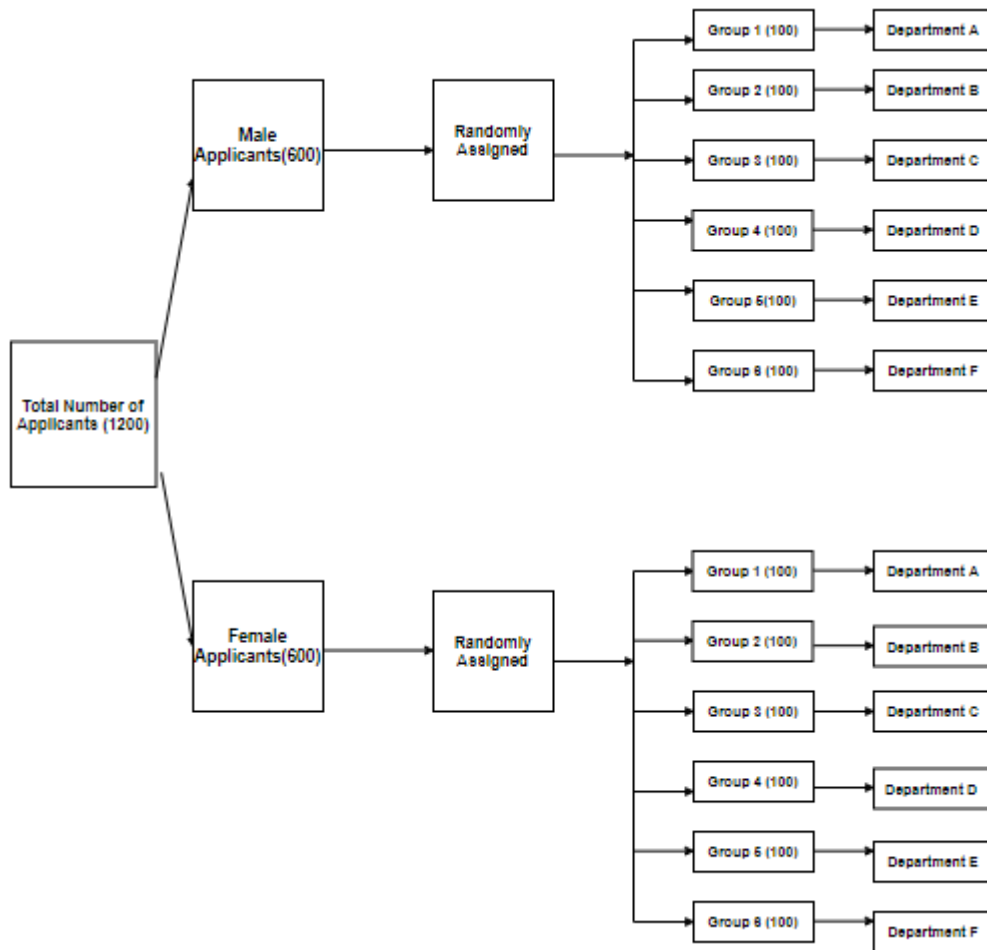 Group 1 (100)
Department A
Group 2 (100)
Department B
Male
Applicants(600)
Randomly
Assigned
Group 3 (100)
Department C
Group 4 (100)
Department D
Group 5(100)
Department E
Group 6 (100)
Department F
Total Number of
Applicants (1200)
Group 1 (100)
Department A
Female
Applicants(600)
Randomly
Assigned
Group 2 (100)
Department B
Group 3 (100)
Department C
Group 4 (100)
Department D
Group 5 (100)
Department E
Group 6 (100)
Department F